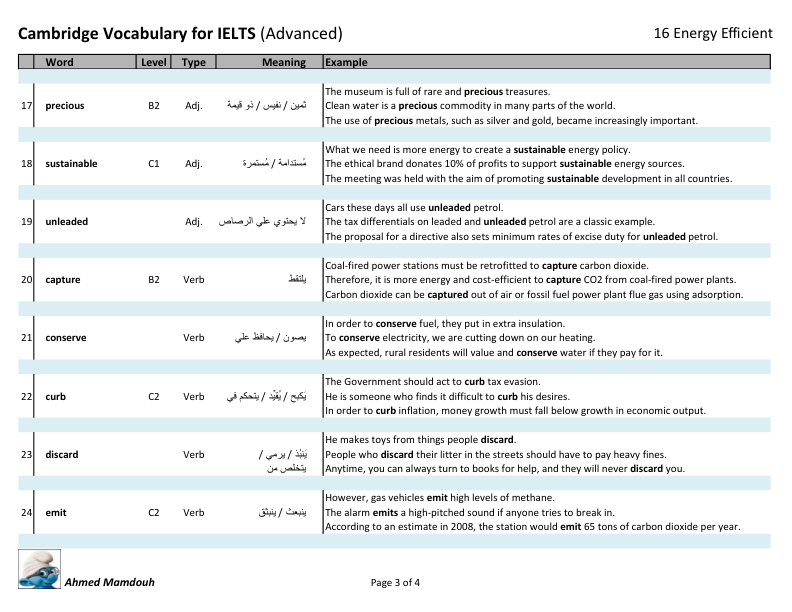 Cambridge Vocabulary for IELTS (Advanced) 16 Energy Efficient
Word Level Type Meaning Example
The museum is full of rare and precious treasures.
17 precious B2 Adj. ثمين / نفيس / ذو قيمة Clean water is a precious commodity in many parts of the world.
The use of precious metals, such as silver and gold, became increasingly important.
What we need is more energy to create a sustainable energy policy.
18 sustainable C1 Adj. مُستدامة / مُستمرة The ethical brand donates 10% of profits to support sustainable energy sources.
The meeting was held with the aim of promoting sustainable development in all countries.
Cars these days all use unleaded petrol.
19 unleaded Adj. لا يحتوي علي الرصاص The tax differentials on leaded and unleaded petrol are a classic example.
The proposal for a directive also sets minimum rates of excise duty for unleaded petrol.
Coal-fired power stations must be retrofitted to capture carbon dioxide.
20 capture B2 Verb يلتقط Therefore, it is more energy and cost-efficient to capture CO2 from coal-fired power plants.
Carbon dioxide can be captured out of air or fossil fuel power plant flue gas using adsorption.
In order to conserve fuel, they put in extra insulation.
21 conserve Verb يصون / يحافظ علي To conserve electricity, we are cutting down on our heating.
As expected, rural residents will value and conserve water if they pay for it.
The Government should act to curb tax evasion.
22 curb C2 Verb يَكبح / يُقيِّد / يتحكم في He is someone who finds it difficult to curb his desires.
In order to curb inflation, money growth must fall below growth in economic output.
He makes toys from things people discard.
23 discard Verb يَنبُذ / يرمي / People who discard their litter in the streets should have to pay heavy fines.
يتخلص من Anytime, you can always turn to books for help, and they will never discard you.
However, gas vehicles emit high levels of methane.
24 emit C2 Verb ينبعث / ينبثق The alarm emits a high-pitched sound if anyone tries to break in.
According to an estimate in 2008, the station would emit 65 tons of carbon dioxide per year.
Ahmed Mamdouh Page 3 of 4